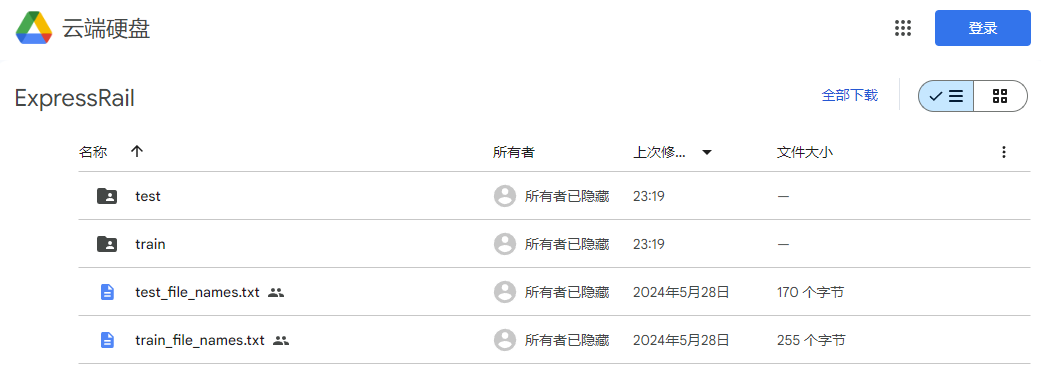 云端硬盘
登录
ExpressRail
全部下载
名称 所有者 上次修... 文件大小
test 所有者已隐藏 23:19 —
train 所有者已隐藏 23:19 —
test_file_names.txt 所有者已隐藏 2024年5月28日 170 个字节
train_file_names.txt 所有者已隐藏 2024年5月28日 255 个字节